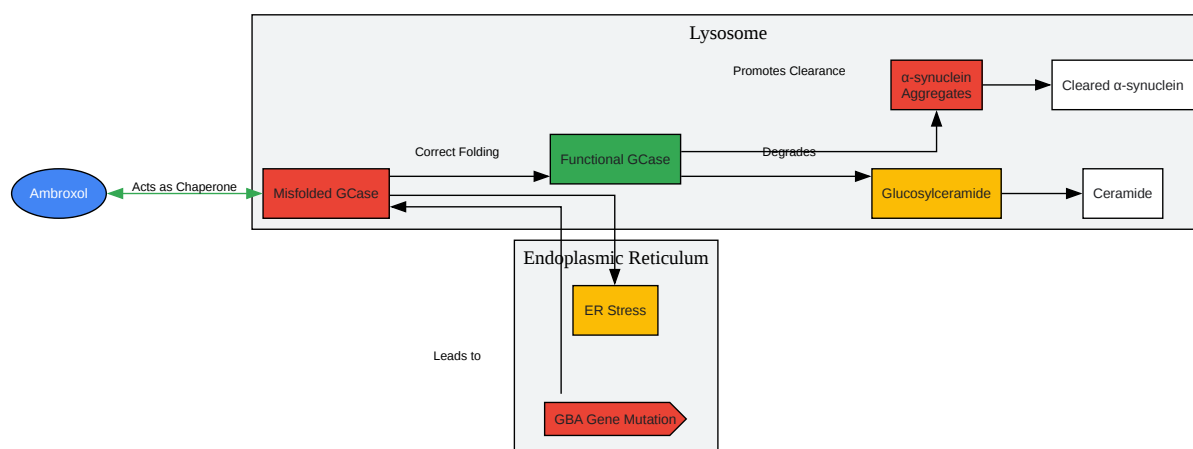 Lysosome
Promotes Clearance
α-synuclein
Aggregates
Cleared α-synuclein
Correct Folding
Functional GCase
Degrades
Ambroxol
Acts as Chaperone
Misfolded GCase
Glucosylceramide
Ceramide
Endoplasmic Reticulum
ER Stress
Leads to
GBA Gene Mutation